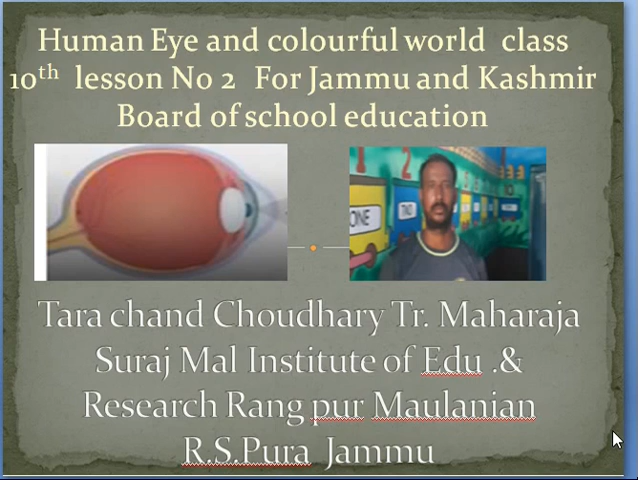 Human Eye and colourful world class
10th lesson No 2 For Jammu and Kashmir
Board of school education
ONE
Tara chand Choudhary Tr. Maharaja
Suraj Mal Institute of Edu .&
Research Rang pur Maulanian
R.S.Pura Jammu